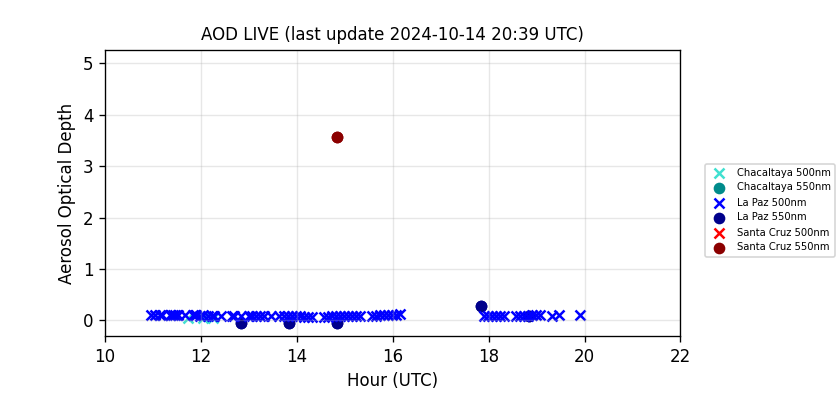 AOD LIVE (last update 2024-10-14 20:39 UTC)
5
4
3
2
1
0
Aerosol Optical Depth
10 12 14 16 18 20 22
Hour (UTC)
Chacaltaya 500nm
Chacaltaya 550nm
La Paz 500nm
La Paz 550nm
Santa Cruz 500nm
Santa Cruz 550nm